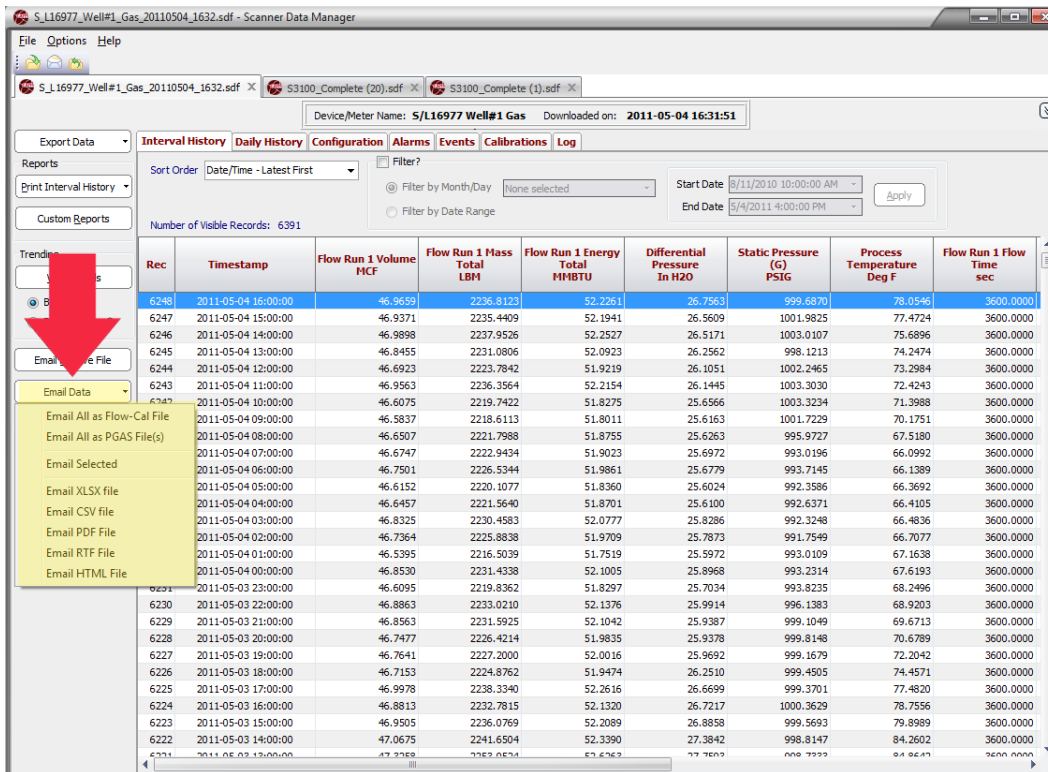 S_L16977_Well#1_Gas_20110504_1632.sdf - Scanner Data Manager
File Options Help
S_L16977_Well#1_Gas_20110504_1632.sdf S3100_Complete (20).sdf S3100_Complete (1).sdf
Device/Meter Name: S/L16977 Well#1 Gas Downloaded on: 2011-05-04 16:31:51
Export Data
Reports
Print Interval History
Custom Reports
Trending
Email Data
Email All as Flow-Cal File
Email All as PGAS File(s)
Email Selected
Email XLSX file
Email CSV file
Email PDF File
Email RTF File
Email HTML File
Interval History Daily History Configuration Alarms Events Calibrations Log
Sort Order Date/Time - Latest First
Filter?
Filter by Month/Day None selected
Filter by Date Range
Start Date 8/11/2010 10:00:00 AM
End Date 5/4/2011 4:00:00 PM
Apply
Number of Visible Records: 6391
Rec Timestamp Flow Run 1 Volume MCF Flow Run 1 Mass Total LBM Flow Run 1 Energy Total MMBTU Differential Pressure In H2O Static Pressure (G) PSIG Process Temperature Deg F Flow Run 1 Flow Time sec
6248 2011-05-04 16:00:00 46.9659 2236.8123 52.2261 26.7563 999.6870 78.0546 3600.0000
6247 2011-05-04 15:00:00 46.9371 2235.4409 52.1941 26.5609 1001.9825 77.4724 3600.0000
6246 2011-05-04 14:00:00 46.9898 2237.9526 52.2527 26.5171 1003.0107 75.6896 3600.0000
6245 2011-05-04 13:00:00 46.8455 2231.0806 52.0923 26.2562 998.1213 74.2474 3600.0000
6244 2011-05-04 12:00:00 46.6923 2223.7842 51.9219 26.1051 1002.2465 73.2984 3600.0000
6243 2011-05-04 11:00:00 46.9563 2236.3564 52.2154 26.1445 1003.3030 72.4243 3600.0000
6242 2011-05-04 10:00:00 46.6075 2219.7422 51.8275 25.6566 1003.3234 71.3988 3600.0000
2011-05-04 09:00:00 46.5837 2218.6113 51.8011 25.6163 1001.7229 70.1751 3600.0000
2011-05-04 08:00:00 46.6507 2221.7988 51.8755 25.6263 995.9727 67.5180 3600.0000
2011-05-04 07:00:00 46.6747 2222.9434 51.9023 25.6972 993.0196 66.0992 3600.0000
2011-05-04 06:00:00 46.7501 2226.5344 51.9861 25.6779 993.7145 66.1389 3600.0000
2011-05-04 05:00:00 46.6152 2220.1077 51.8360 25.6024 992.3586 66.3692 3600.0000
2011-05-04 04:00:00 46.6457 2221.5640 51.8701 25.6100 992.6371 66.4105 3600.0000
2011-05-04 03:00:00 46.8325 2230.4583 52.0777 25.8286 992.3248 66.4836 3600.0000
2011-05-04 02:00:00 46.7364 2225.8838 51.9709 25.7873 991.7549 66.7077 3600.0000
2011-05-04 01:00:00 46.5395 2216.5039 51.7519 25.5972 993.0109 67.1638 3600.0000
2011-05-04 00:00:00 46.8530 2231.4338 52.1005 25.8968 993.2314 67.6193 3600.0000
6231 2011-05-03 23:00:00 46.6095 2219.8362 51.8297 25.7034 993.8235 68.2496 3600.0000
6230 2011-05-03 22:00:00 46.8863 2233.0210 52.1376 25.9914 996.1383 68.9203 3600.0000
6229 2011-05-03 21:00:00 46.8563 2231.5925 52.1042 25.9387 999.1049 69.6713 3600.0000
6228 2011-05-03 20:00:00 46.7477 2226.4214 51.9835 25.9378 999.8148 70.6789 3600.0000
6227 2011-05-03 19:00:00 46.7641 2227.2000 52.0016 25.9692 999.1679 72.2042 3600.0000
6226 2011-05-03 18:00:00 46.7153 2224.8762 51.9474 26.2510 999.4505 74.4571 3600.0000
6225 2011-05-03 17:00:00 46.9978 2238.3340 52.2616 26.6699 999.3701 77.4820 3600.0000
6224 2011-05-03 16:00:00 46.8813 2232.7815 52.1320 26.7217 1000.3629 78.7556 3600.0000
6223 2011-05-03 15:00:00 46.9505 2236.0769 52.2089 26.8858 999.5693 79.8989 3600.0000
6222 2011-05-03 14:00:00 47.0675 2241.6504 52.3390 27.3842 998.8147 84.2602 3600.0000